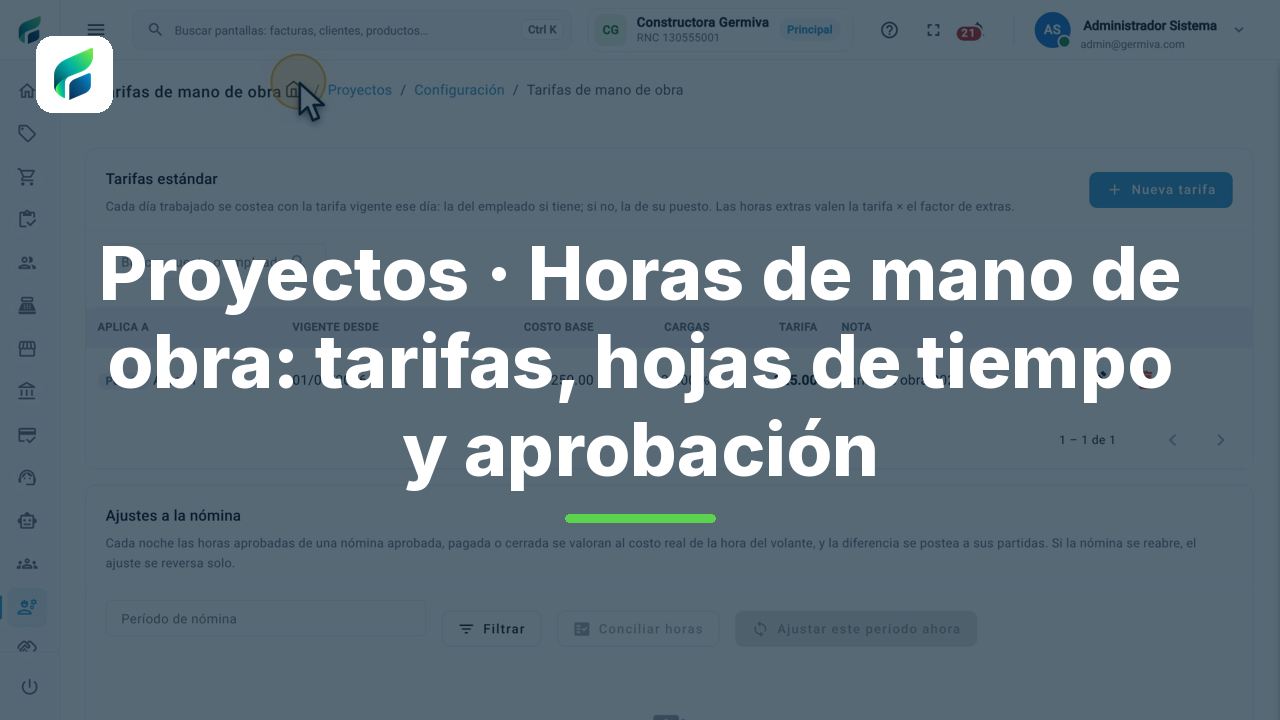 Buscar pantallas: facturas, clientes, productos...
Ctrl K
CG
Constructora Germiva
RNC 130555001
Principal
21
AS
Administrador Sistema
admin@germiva.com
rifas de mano de obra
/ Proyectos / Configuración / Tarifas de mano de obra
Tarifas estándar
Cada día trabajado se costea con la tarifa vigente ese día: la del empleado si tiene; si no, la de su puesto. Las horas extras valen la tarifa × el factor de extras.
+ Nueva tarifa
Proyectos · Horas de mano de
obra: tarifas, hojas de tiempo
y aprobación
APLICA A
VIGENTE DESDE
COSTO BASE
CARGAS
TARIFA
NOTA
1 – 1 de 1
Ajustes a la nómina
Cada noche las horas aprobadas de una nómina aprobada, pagada o cerrada se valoran al costo real de la hora del volante, y la diferencia se postea a sus partidas. Si la nómina se reabre, el
ajuste se reversa solo.
Período de nómina
Filtrar
Conciliar horas
Ajustar este período ahora